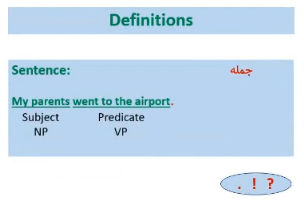 Definitions
Sentence: جمله
My parents went to the airport.
Subject Predicate
NP VP
. ! ?